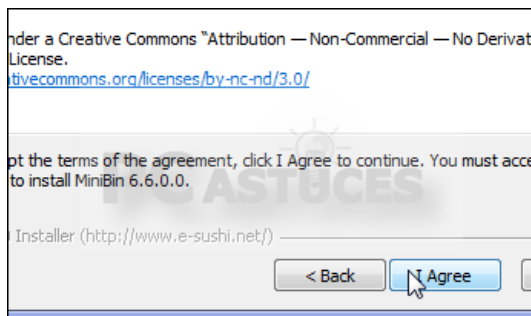 nder a Creative Commons "Attribution — Non-Commercial — No Derivat
License.
ativecommons.org/licenses/by-nc-nd/3.0/
pt the terms of the agreement, click I Agree to continue. You must acce
to install MiniBin 6.6.0.0.
Installer (http://www.e-sushi.net/)
< Back
I Agree
PC ASTUCES